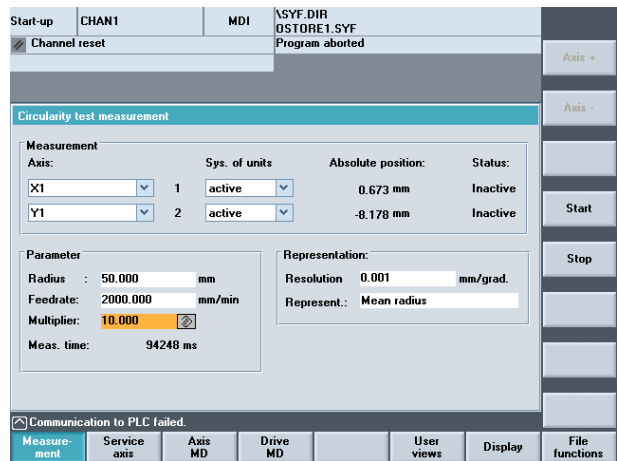 Start-up CHAN1 MDI \SYF.DIR
OSTORE1.SYF
Channel reset Program aborted
Axis +
Axis -
Circularity test measurement
Measurement
Axis: Sys. of units Absolute position: Status:
X1 1 active 0.673 mm Inactive
Y1 2 active -8.178 mm Inactive
Start
Stop
Parameter Representation:
Radius : 50.000 mm Resolution 0.001 mm/grad.
Feedrate: 2000.000 mm/min Represent.: Mean radius
Multiplier: 10.000
Meas. time: 94248 ms
Communication to PLC failed.
Measure- Service Axis Drive User Display File
ment axis MD MD views functions